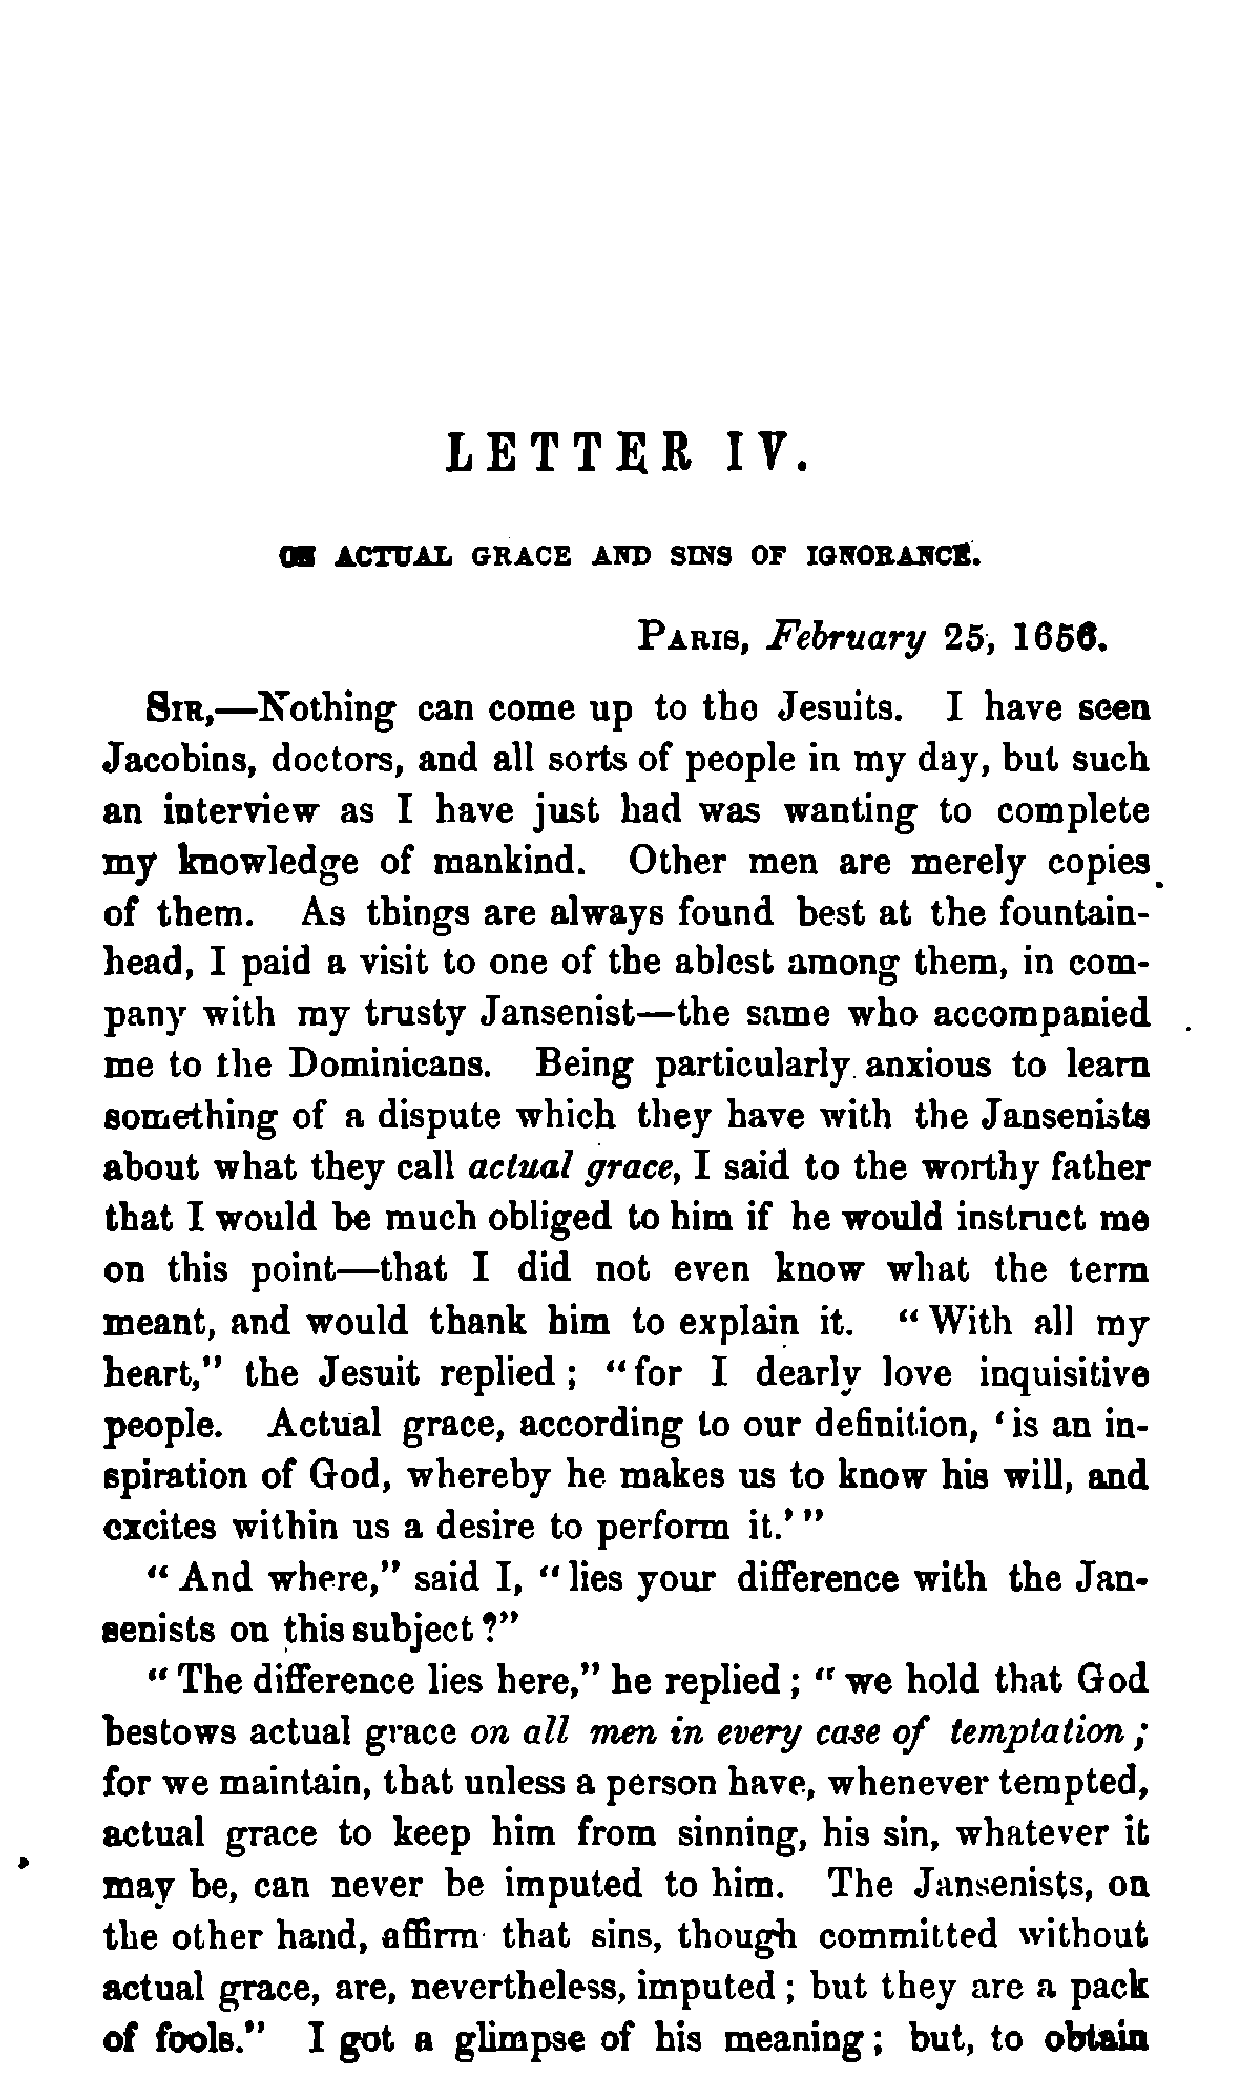 LETTER IV.
ON ACTUAL GRACE AND SINS OF IGNORANCE.
PARIS, February 25, 1656.
SIR,—Nothing can come up to the Jesuits. I have seen
Jacobins, doctors, and all sorts of people in my day, but such
an interview as I have just had was wanting to complete
my knowledge of mankind. Other men are merely copies
of them. As things are always found best at the fountain-
head, I paid a visit to one of the ablest among them, in com-
pany with my trusty Jansenist—the same who accompanied
me to the Dominicans. Being particularly anxious to learn
something of a dispute which they have with the Jansenists
about what they call actual grace, I said to the worthy father
that I would be much obliged to him if he would instruct me
on this point—that I did not even know what the term
meant, and would thank him to explain it. "With all my
heart," the Jesuit replied; "for I dearly love inquisitive
people. Actual grace, according to our definition, 'is an in-
spiration of God, whereby he makes us to know his will, and
excites within us a desire to perform it.'"
"And where," said I, "lies your difference with the Jan-
senists on this subject?"
"The difference lies here," he replied; "we hold that God
bestows actual grace on all men in every case of temptation;
for we maintain, that unless a person have, whenever tempted,
actual grace to keep him from sinning, his sin, whatever it
may be, can never be imputed to him. The Jansenists, on
the other hand, affirm that sins, though committed without
actual grace, are, nevertheless, imputed; but they are a pack
of fools." I got a glimpse of his meaning; but, to obtain